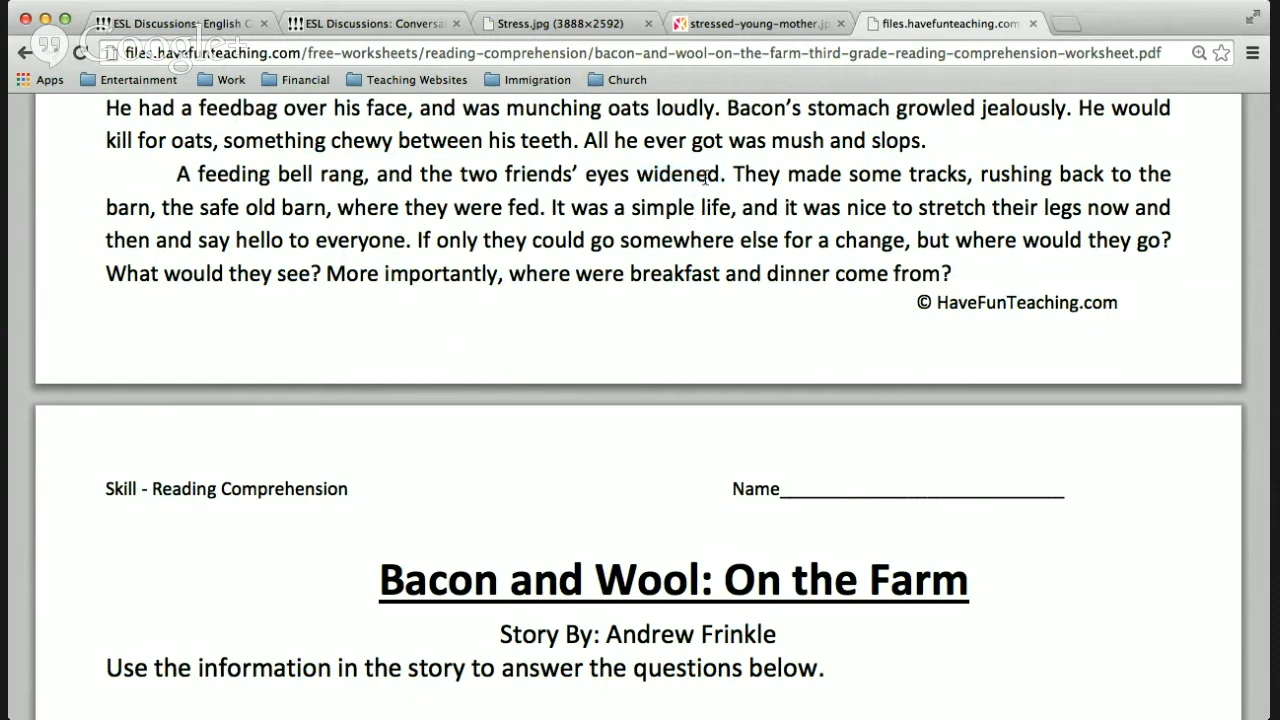 ESL Discussions: English C
ESL Discussions: Conversa
Stress.jpg (3888×2592)
stressed-young-mother.jp
files.havefunteaching.com
Google+
files.havefunteaching.com/free-worksheets/reading-comprehension/bacon-and-wool-on-the-farm-third-grade-reading-comprehension-worksheet.pdf
Apps Entertainment Work Financial Teaching Websites Immigration Church
He had a feedbag over his face, and was munching oats loudly. Bacon’s stomach growled jealously. He would
kill for oats, something chewy between his teeth. All he ever got was mush and slops.
A feeding bell rang, and the two friends’ eyes widened. They made some tracks, rushing back to the
barn, the safe old barn, where they were fed. It was a simple life, and it was nice to stretch their legs now and
then and say hello to everyone. If only they could go somewhere else for a change, but where would they go?
What would they see? More importantly, where were breakfast and dinner come from?
© HaveFunTeaching.com
Skill - Reading Comprehension
Name____________________________
Bacon and Wool: On the Farm
Story By: Andrew Frinkle
Use the information in the story to answer the questions below.